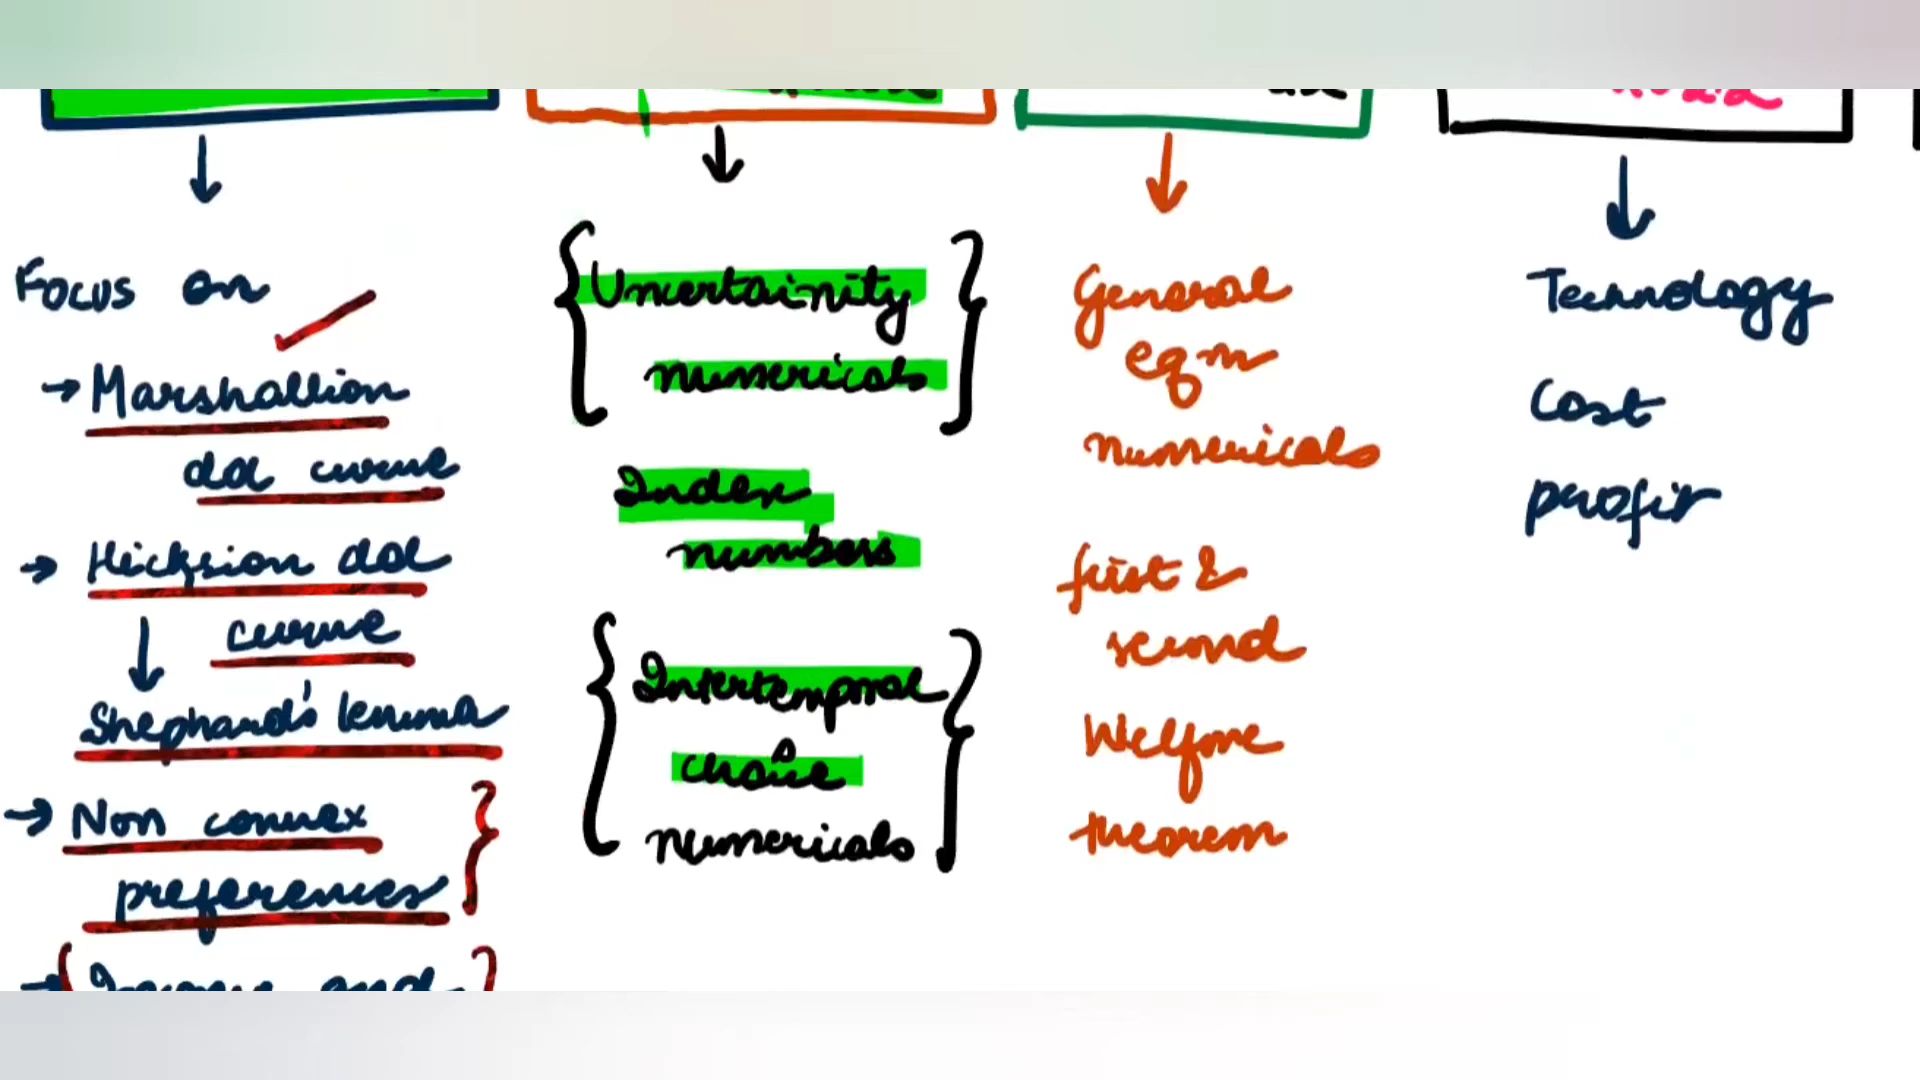 Focus on
→ Marshallian
dd curve
→ Hicksian dd
curve
Shephard's lemma
→ Non convex
preferences
Uncertainity
numericals
Index
numbers
Intertemporal
choice
numericals
General
eqm
numericals
first &
second
Welfare
theorem
Technology
Cost
profit